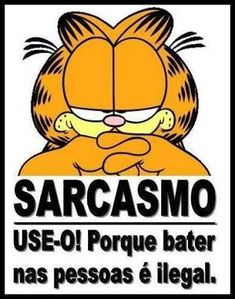 SARCASMO
USE-O! Porque bater
nas pessoas é ilegal.